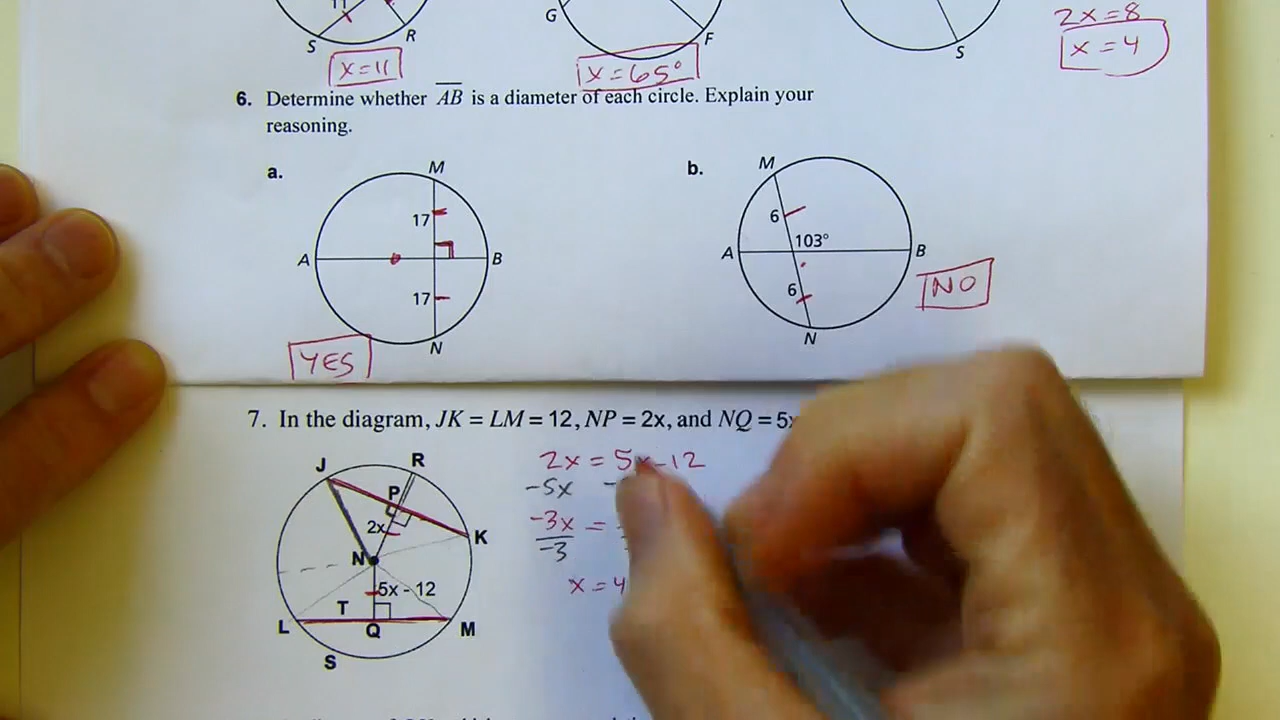 11
S
R
G
F
S
2x=8
x=11
x=65°
x=4
6. Determine whether AB is a diameter of each circle. Explain your
reasoning.
a.
M
17
A
B
17
N
YES
b.
M
6
103°
A
B
6
N
NO
7. In the diagram, JK = LM = 12, NP = 2x, and NQ = 5x
J
R
P
2x
K
N
5x - 12
T
L
Q
M
S
2x = 5x-12
-5x
-3x =
-3
x = 4